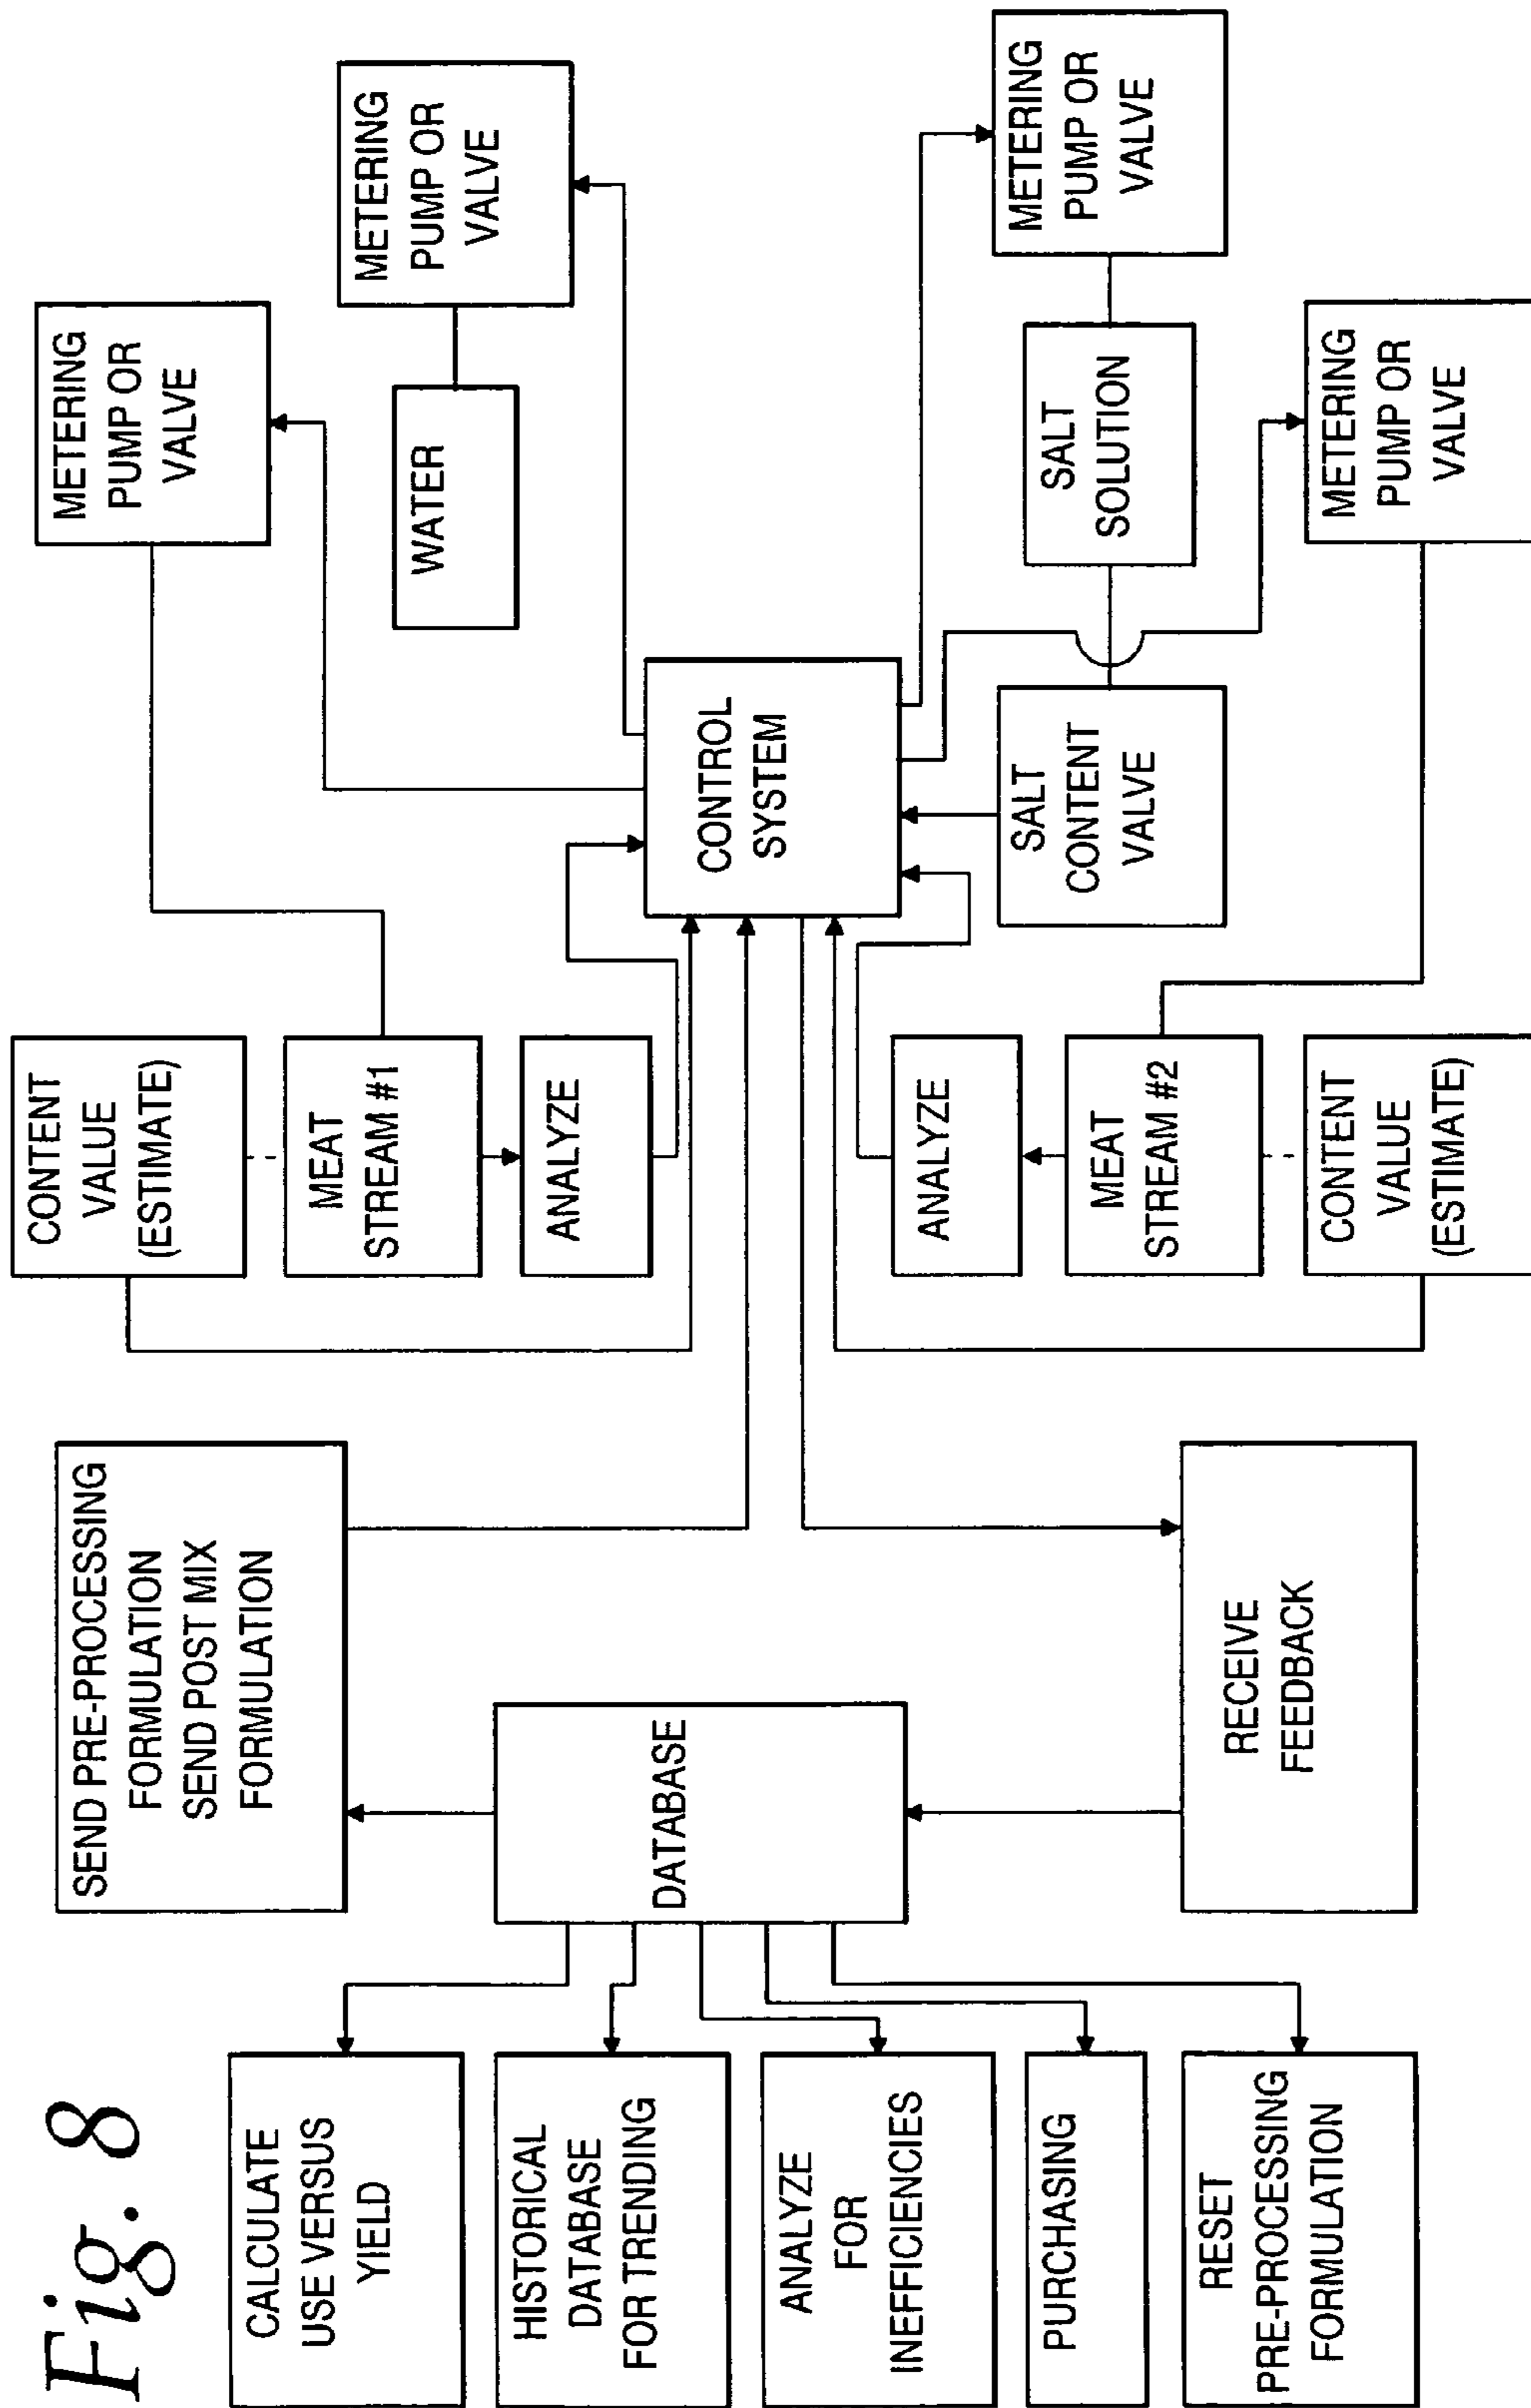 Fig. 8
CALCULATE
USE VERSUS
YIELD
HISTORICAL
DATABASE
FOR TRENDING
ANALYZE
FOR
INEFFICIENCIES
PURCHASING
RESET
PRE-PROCESSING
FORMULATION
SEND PRE-PROCESSING
FORMULATION
SEND POST MIX
FORMULATION
DATABASE
RECEIVE
FEEDBACK
CONTENT
VALUE
(ESTIMATE)
MEAT
STREAM #1
ANALYZE
ANALYZE
MEAT
STREAM #2
CONTENT
VALUE
(ESTIMATE)
CONTROL
SYSTEM
SALT
CONTENT
VALVE
METERING
PUMP OR
VALVE
WATER
METERING
PUMP OR
VALVE
SALT
SOLUTION
METERING
PUMP OR
VALVE
METERING
PUMP OR
VALVE